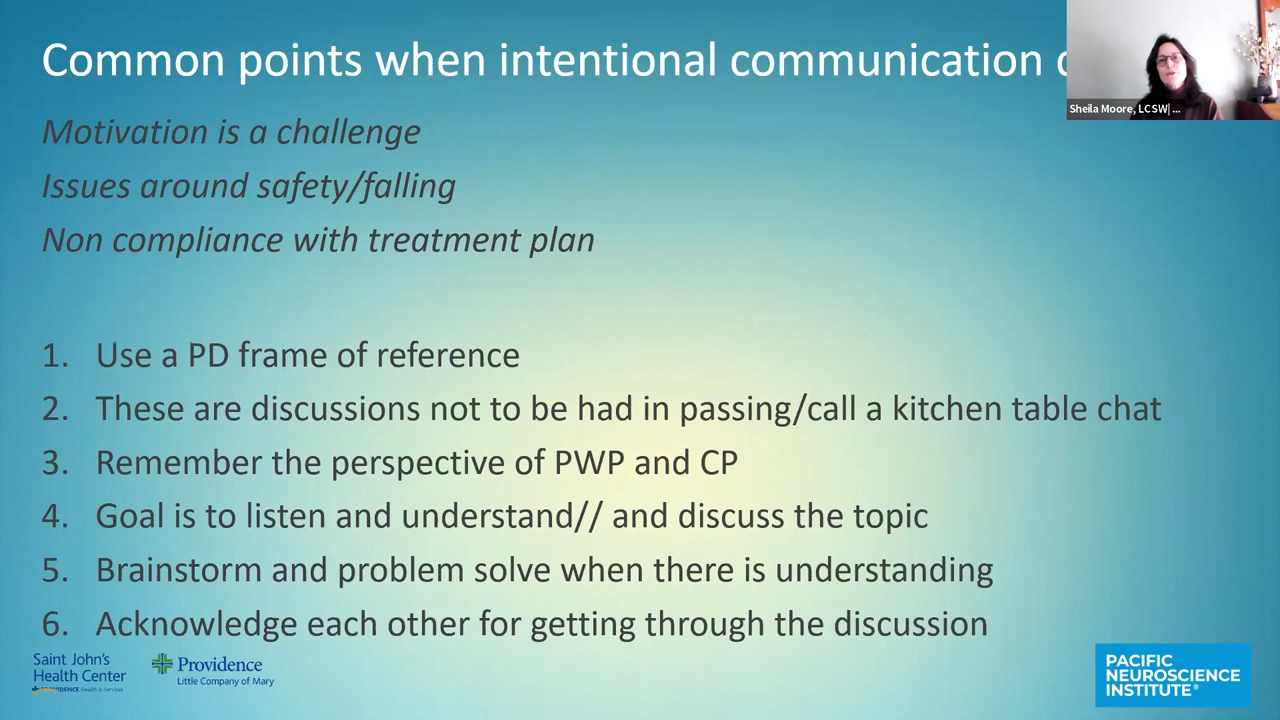 Common points when intentional communication
Sheila Moore, LCSW| ...
Motivation is a challenge
Issues around safety/falling
Non compliance with treatment plan
1. Use a PD frame of reference
2. These are discussions not to be had in passing/call a kitchen table chat
3. Remember the perspective of PWP and CP
4. Goal is to listen and understand// and discuss the topic
5. Brainstorm and problem solve when there is understanding
6. Acknowledge each other for getting through the discussion
Saint John's
Health Center
PROVIDENCE Health & Services
Providence
Little Company of Mary
PACIFIC
NEUROSCIENCE
INSTITUTE®